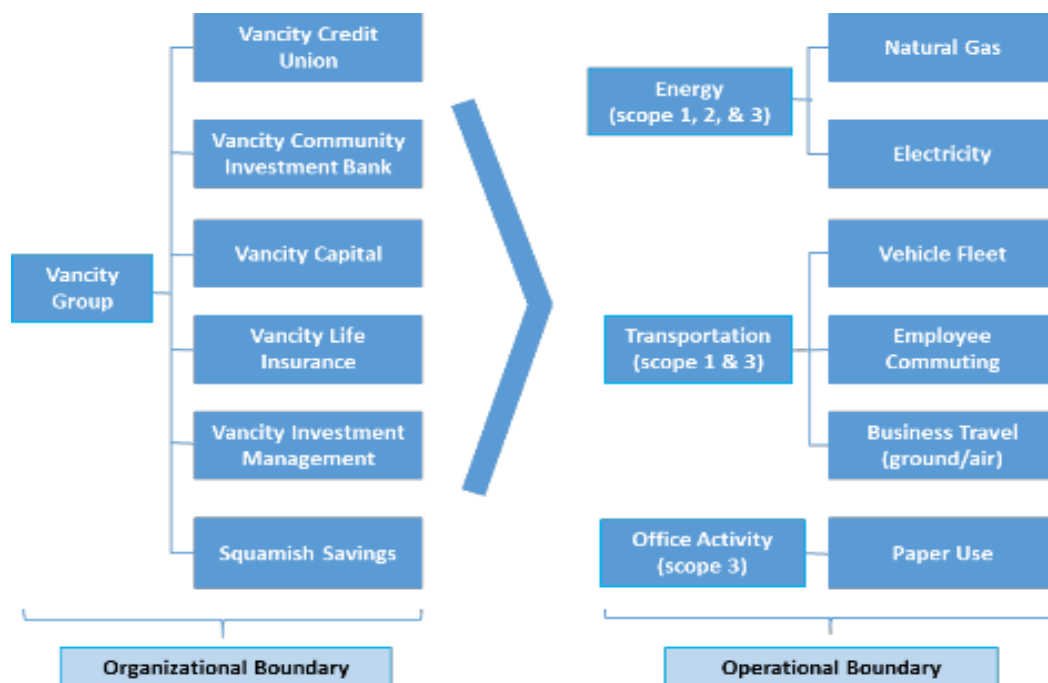 Vancity Credit
Union
Vancity Community
Investment Bank
Vancity Capital
Vancity
Group
Vancity Life
Insurance
Vancity Investment
Management
Squamish Savings
Organizational Boundary
Energy
(scope 1, 2, & 3)
Natural Gas
Electricity
Transportation
(scope 1 & 3)
Vehicle Fleet
Employee
Commuting
Business Travel
(ground/air)
Office Activity
(scope 3)
Paper Use
Operational Boundary